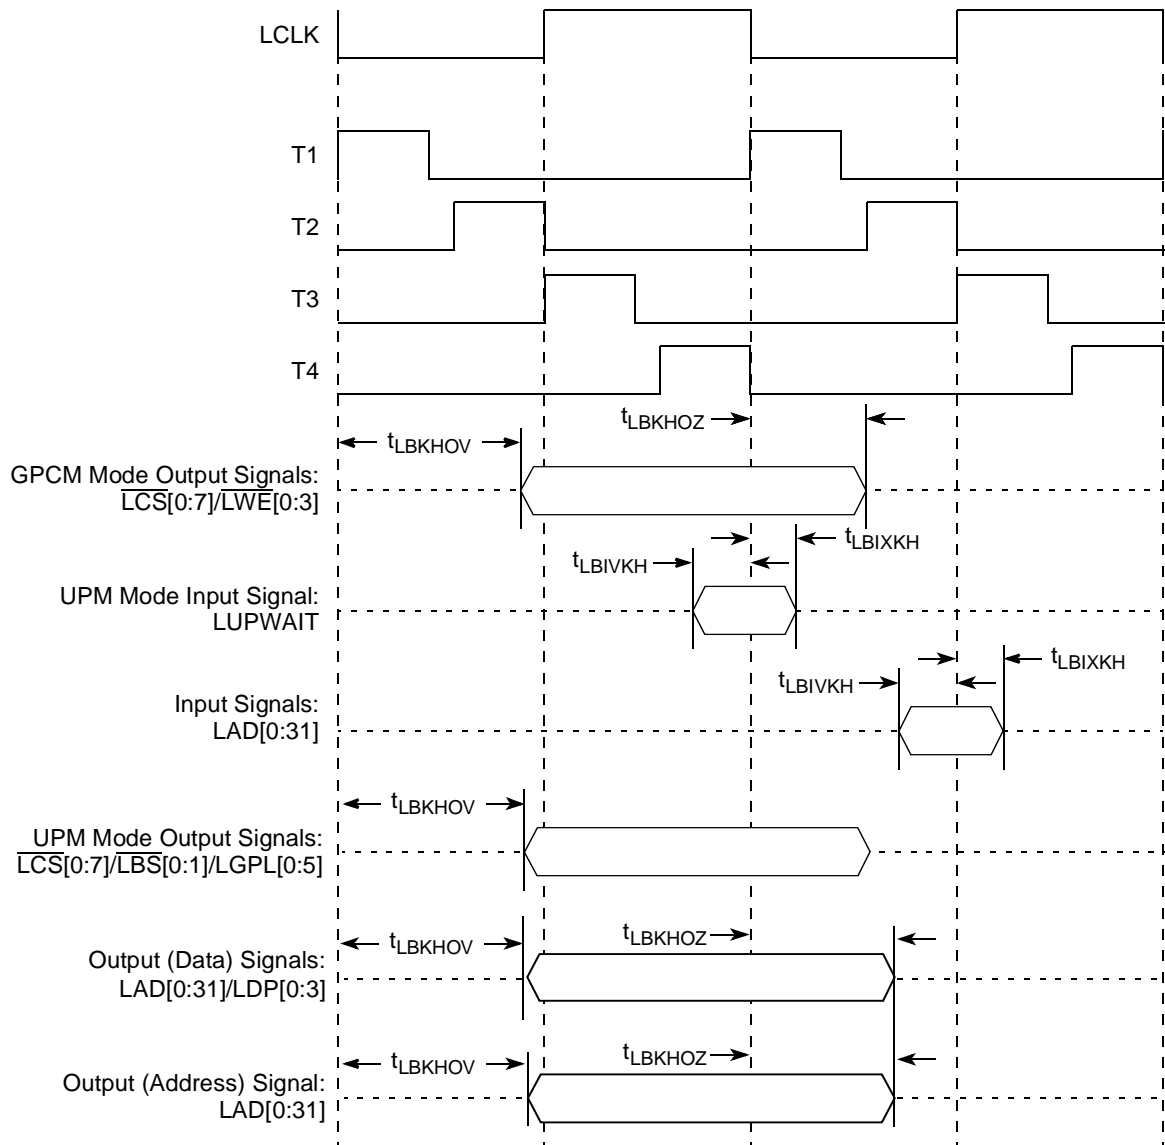 LCLK
T1
T2
T3
T4
tLBKHOZ
tLBKHOV
GPCM Mode Output Signals:
LCS[0:7]/LWE[0:3]
tLBIXKH
tLBIVKH
UPM Mode Input Signal:
LUPWAIT
tLBIXKH
tLBIVKH
Input Signals:
LAD[0:31]
tLBKHOV
UPM Mode Output Signals:
LCS[0:7]/LBS[0:1]/LGPL[0:5]
tLBKHOV
tLBKHOZ
Output (Data) Signals:
LAD[0:31]/LDP[0:3]
tLBKHOV
tLBKHOZ
Output (Address) Signal:
LAD[0:31]